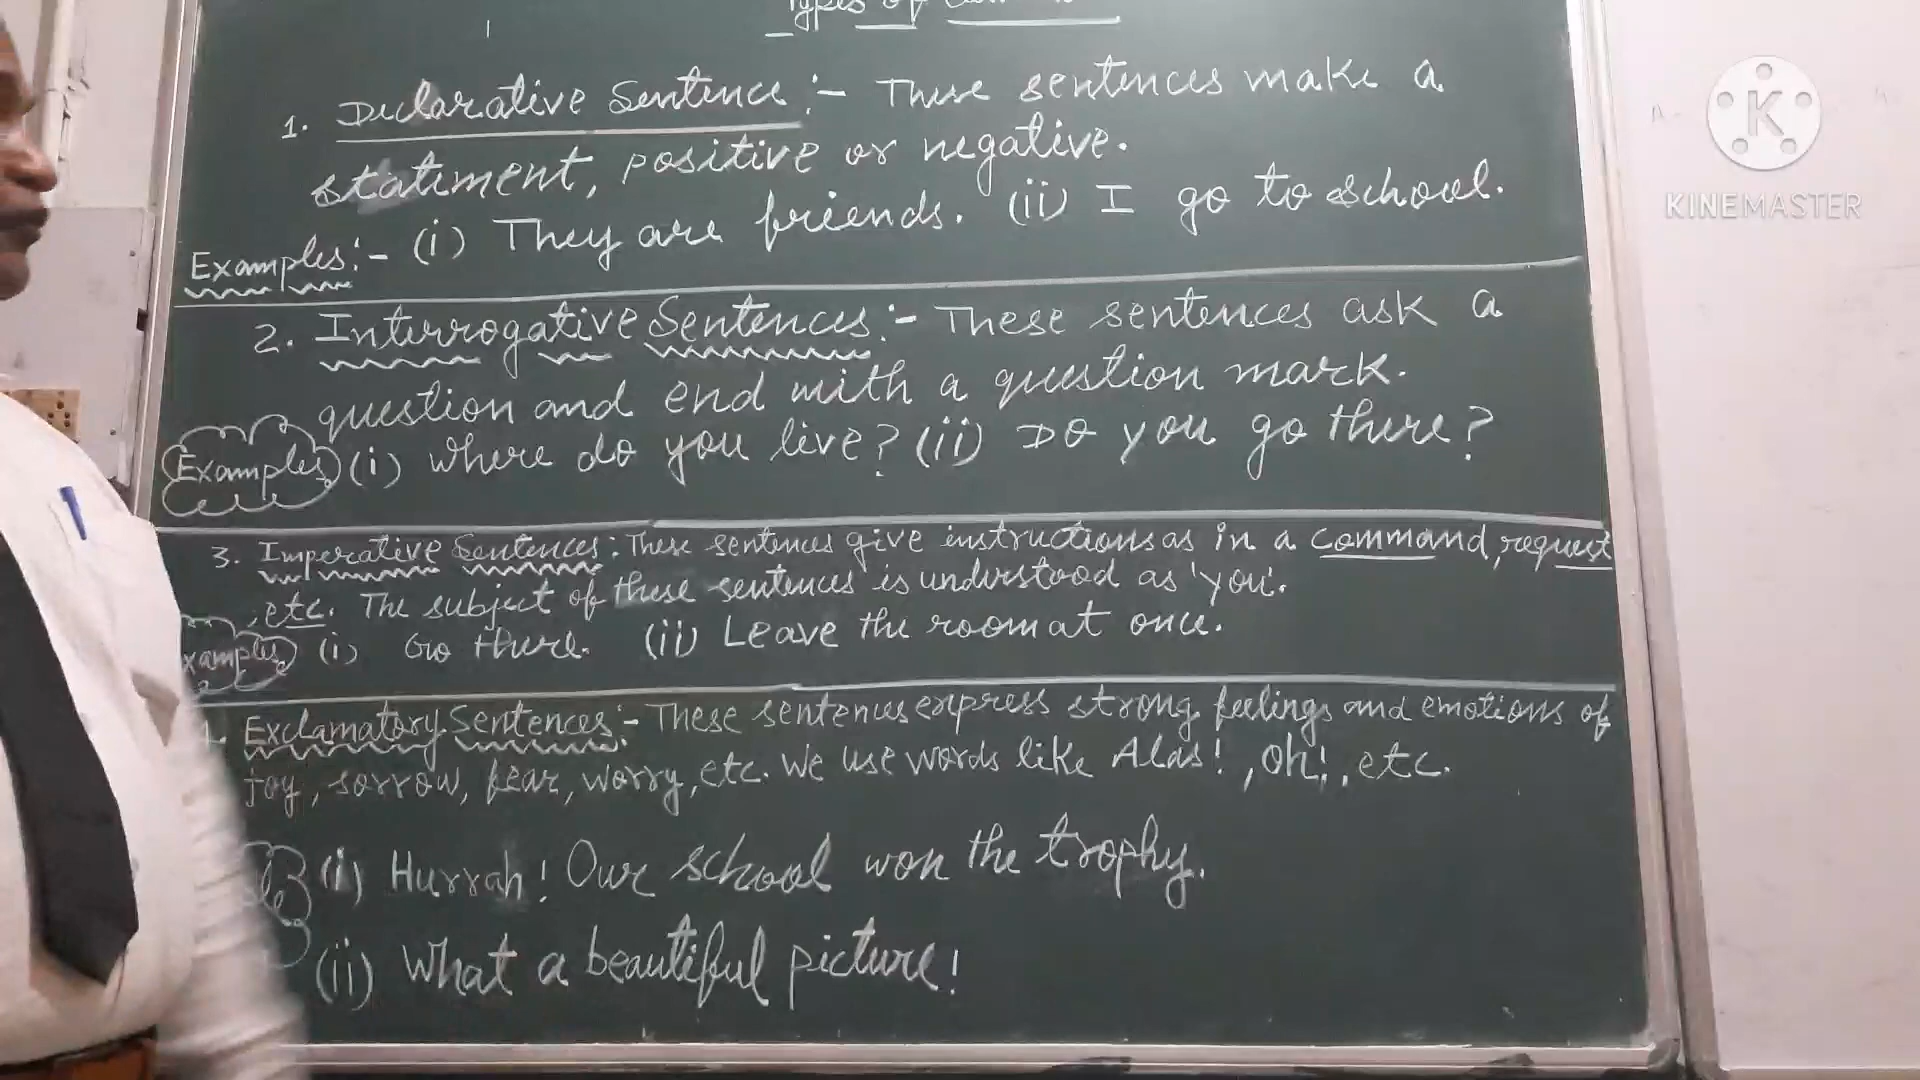 Types of
1. Declarative Sentence :- These sentences make a
statement, positive or negative.
Examples :- (i) They are friends. (ii) I go to school.
2. Interrogative Sentences :- These sentences ask a
question and end with a question mark.
Examples (i) Where do you live? (ii) Do you go there?
3. Imperative Sentences : These sentences give instructions as in a command, request
, etc. The subject of these sentences is understood as 'you'.
xamples (i) Go there. (ii) Leave the room at once.
Exclamatory Sentences :- These sentences express strong feelings and emotions of
joy, sorrow, fear, worry, etc. We use words like Alas!, Oh!, etc.
(i) Hurrah! Our school won the trophy.
(ii) What a beautiful picture!
K
KINEMASTER